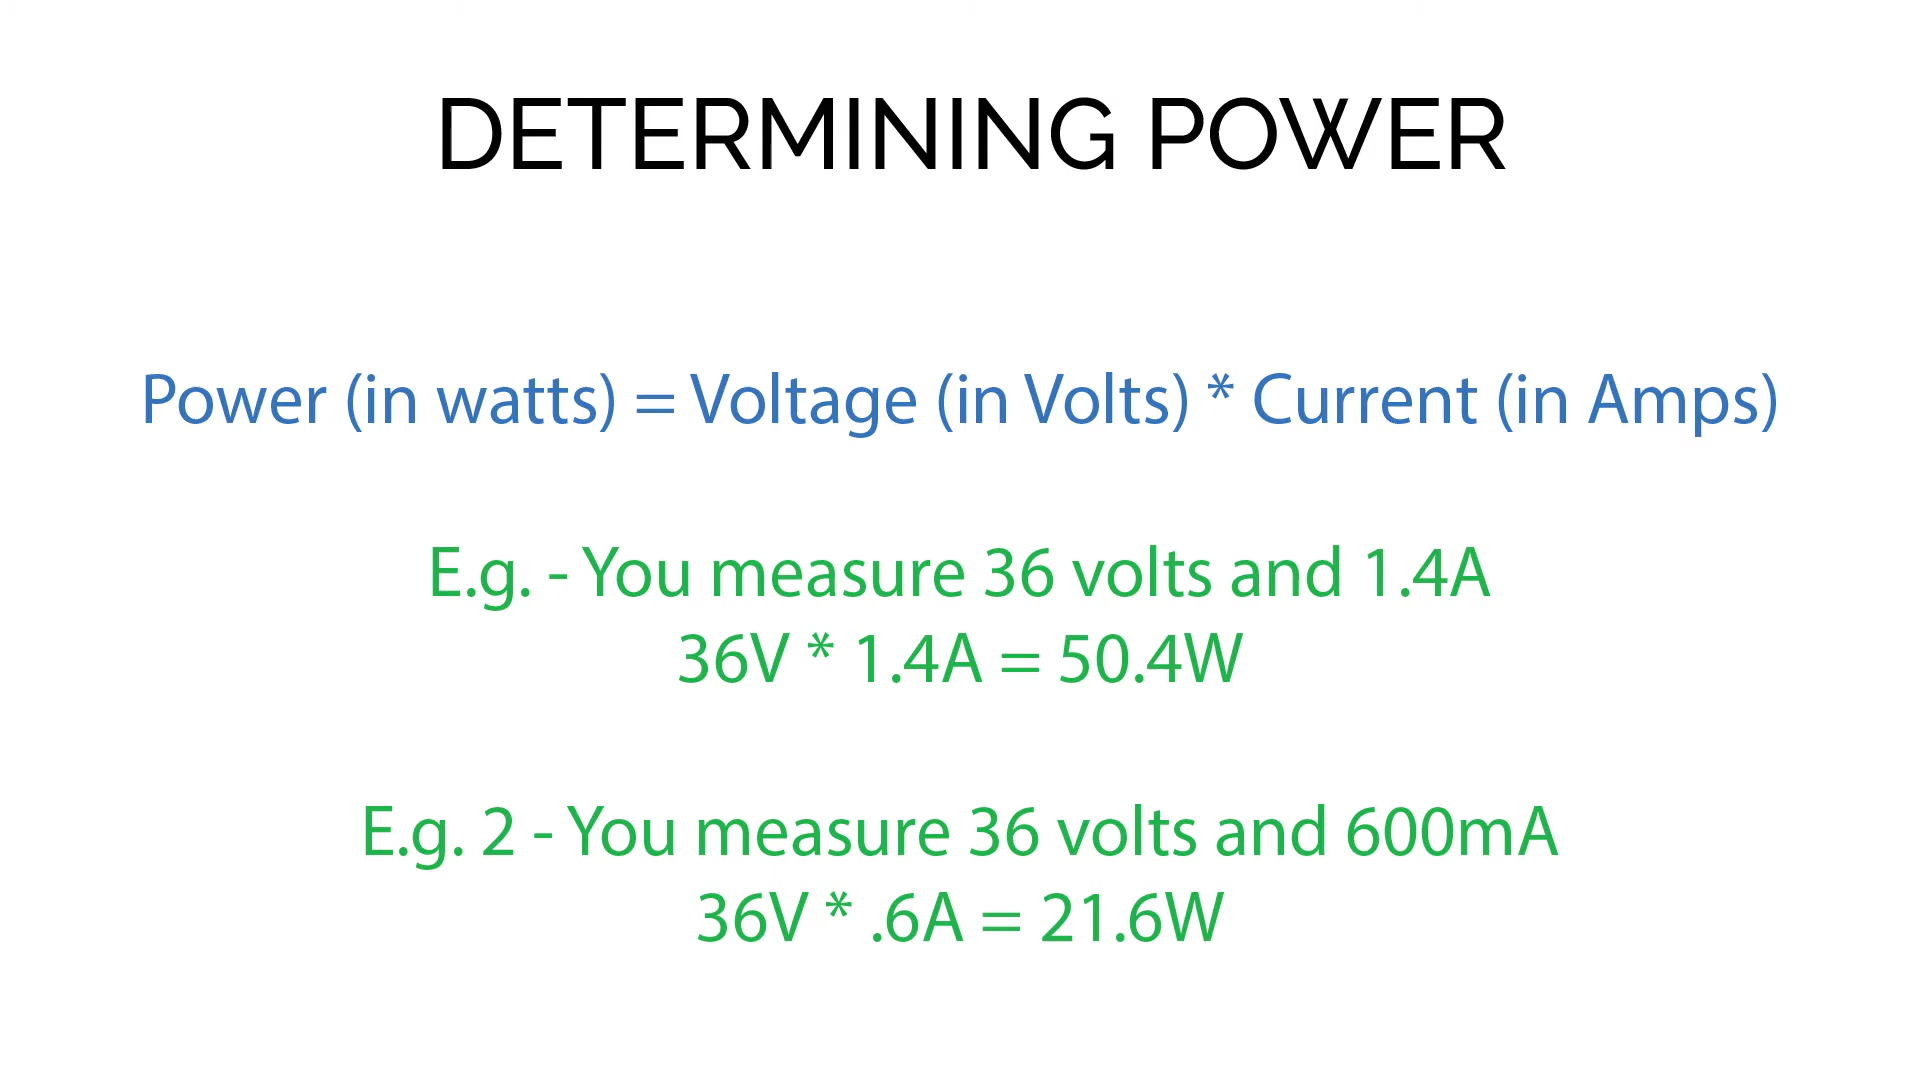 DETERMINING POWER
Power (in watts) = Voltage (in Volts) * Current (in Amps)
E.g. - You measure 36 volts and 1.4A
36V * 1.4A = 50.4W
E.g. 2 - You measure 36 volts and 600mA
36V * .6A = 21.6W